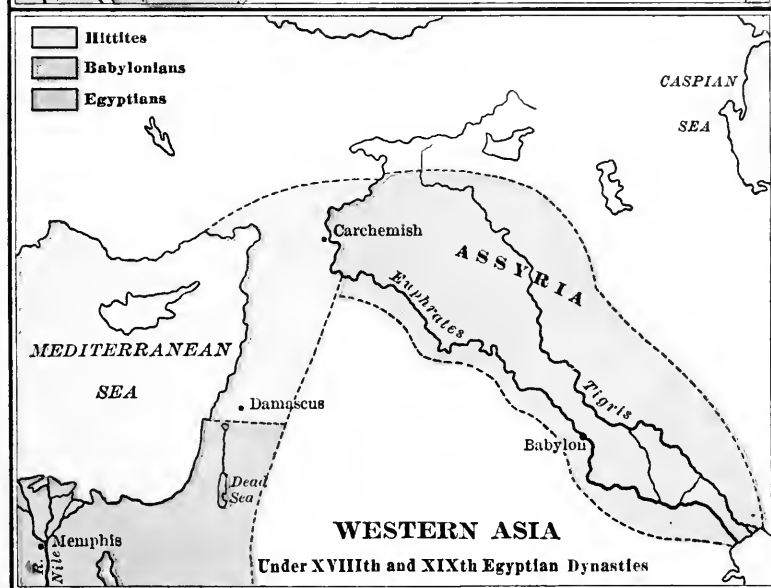 Hittites
Babylonians
Egyptians
CASPIAN
SEA
Carchemish
ASSYRIA
Euphrates
MEDITERRANEAN
SEA
Damascus
Tigris
Babylon
Dead
Sea
Memphis
R.
Nile
WESTERN ASIA
Under XVIIIth and XIXth Egyptian Dynasties